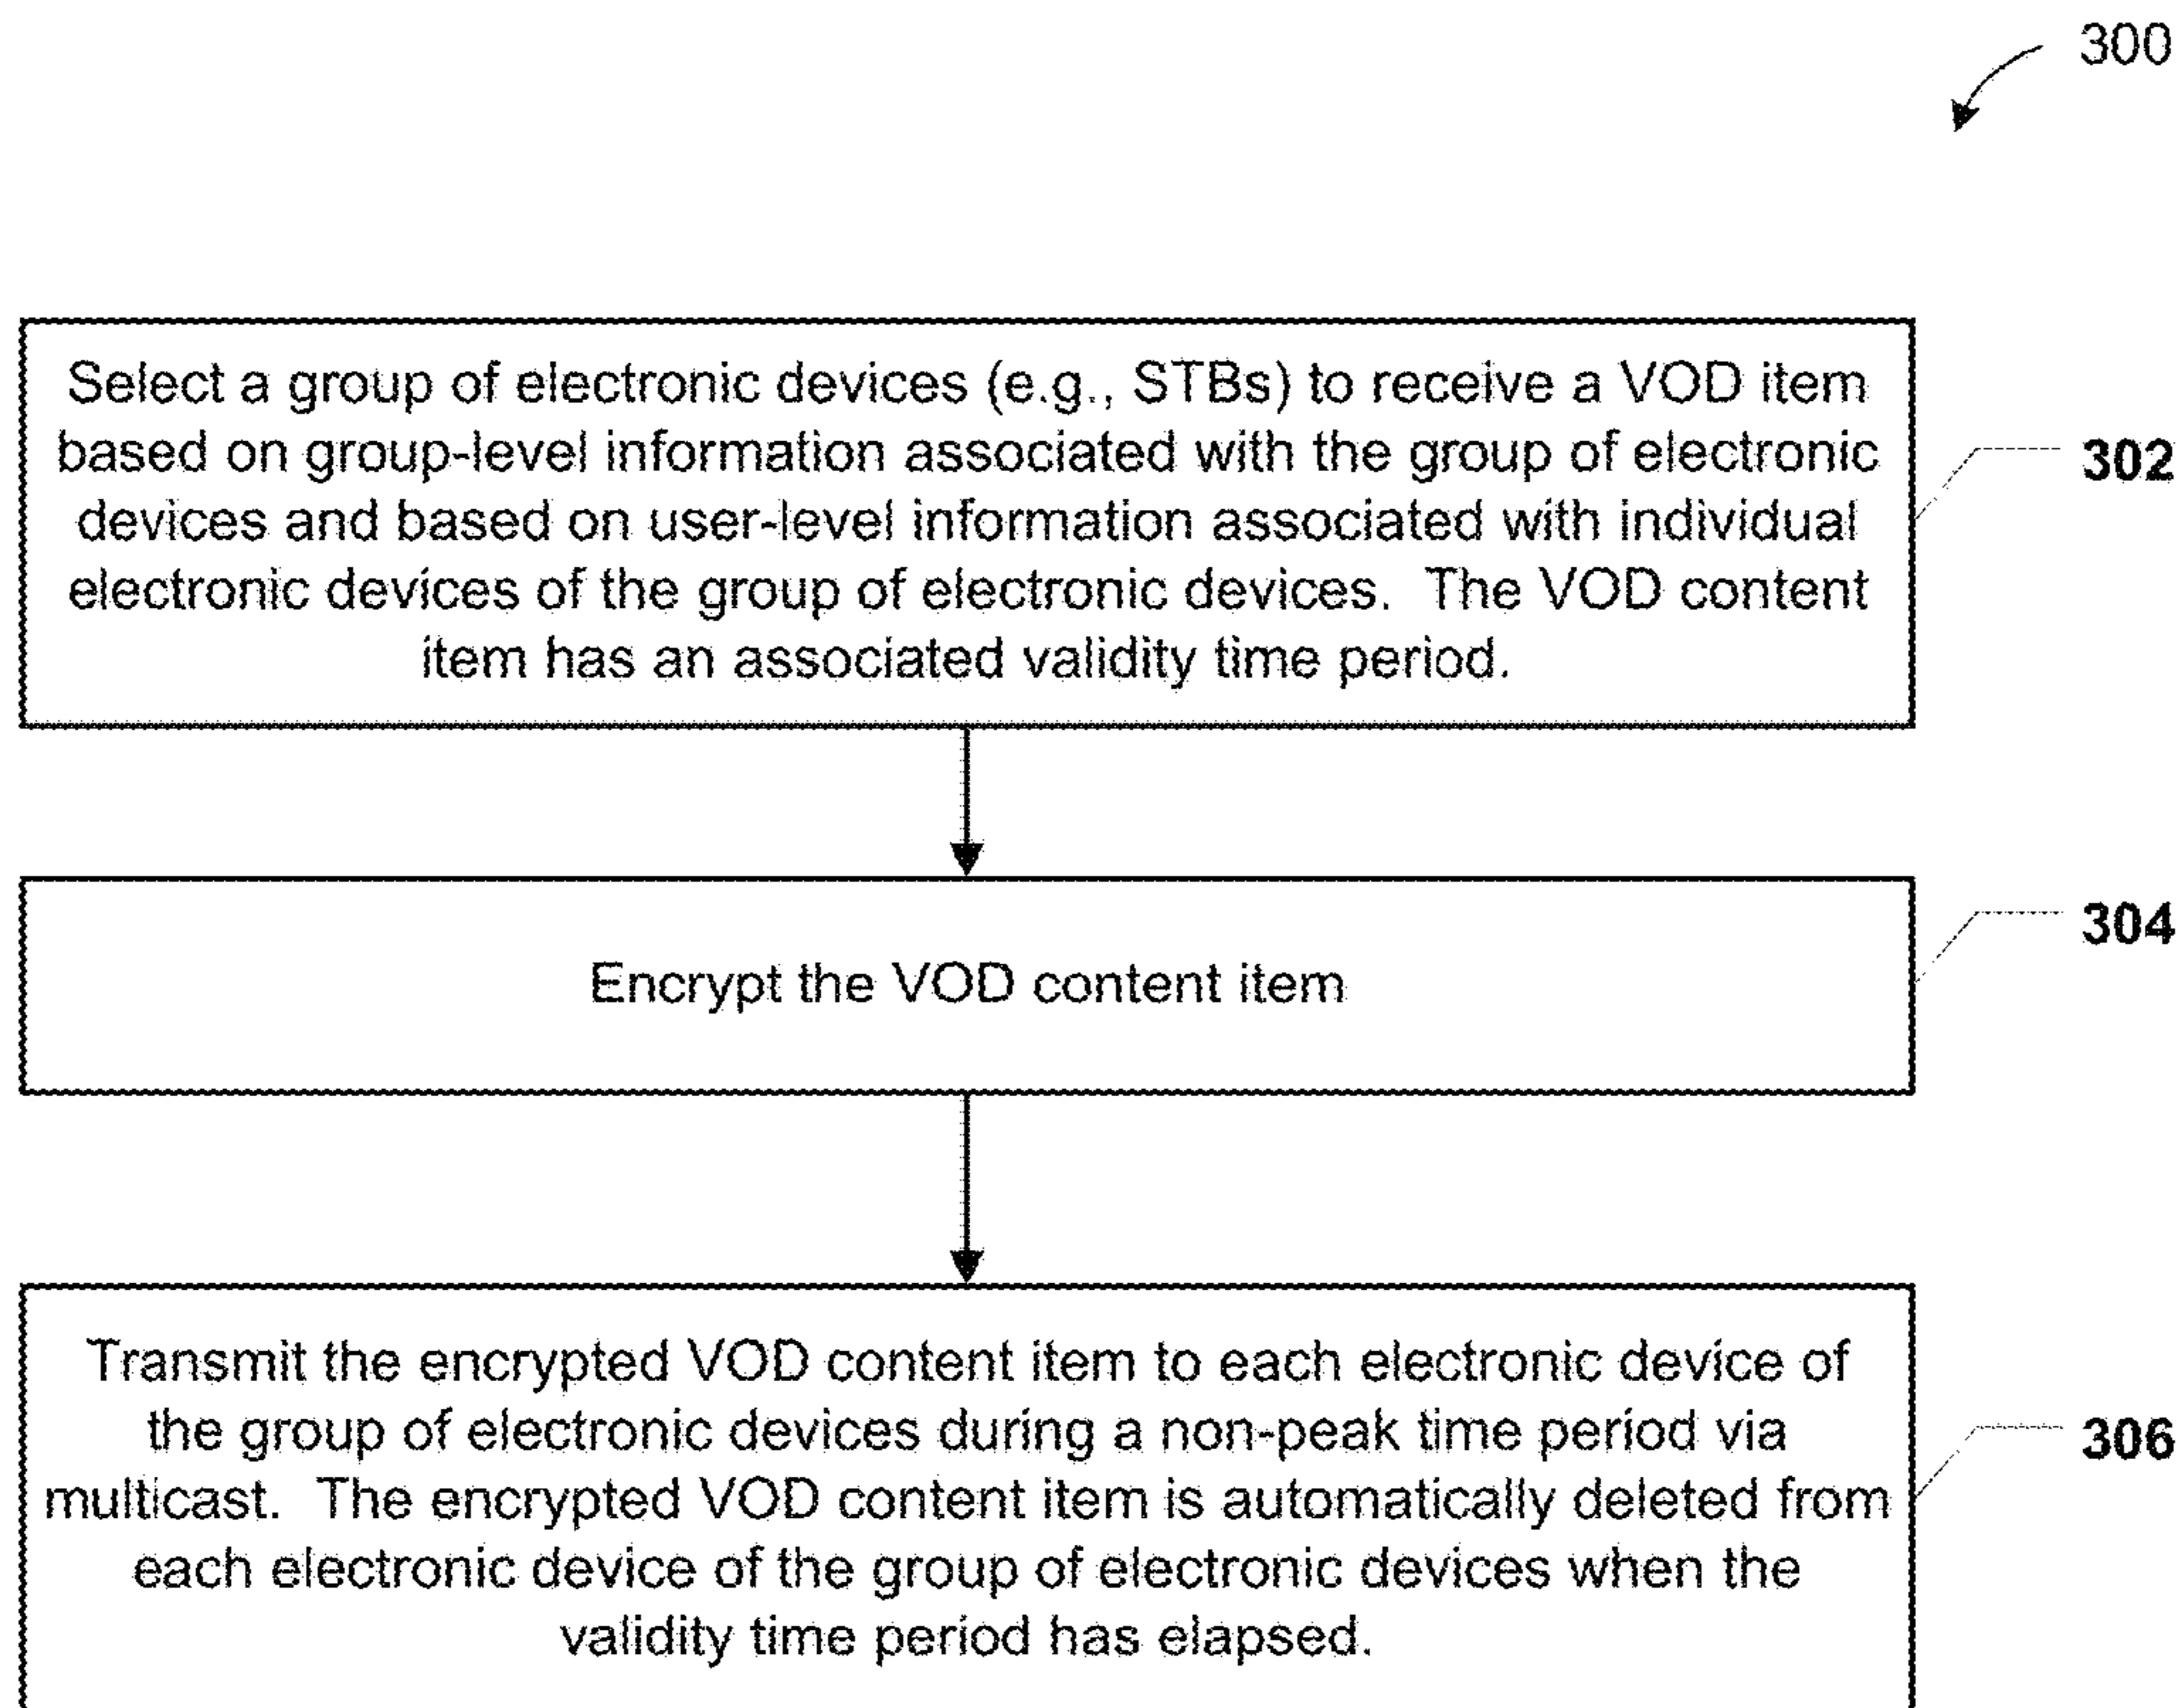 300
Select a group of electronic devices (e.g., STBs) to receive a VOD item
based on group-level information associated with the group of electronic
devices and based on user-level information associated with individual
electronic devices of the group of electronic devices. The VOD content
item has an associated validity time period.
302
Encrypt the VOD content item
304
Transmit the encrypted VOD content item to each electronic device of
the group of electronic devices during a non-peak time period via
multicast. The encrypted VOD content item is automatically deleted from
each electronic device of the group of electronic devices when the
validity time period has elapsed.
306